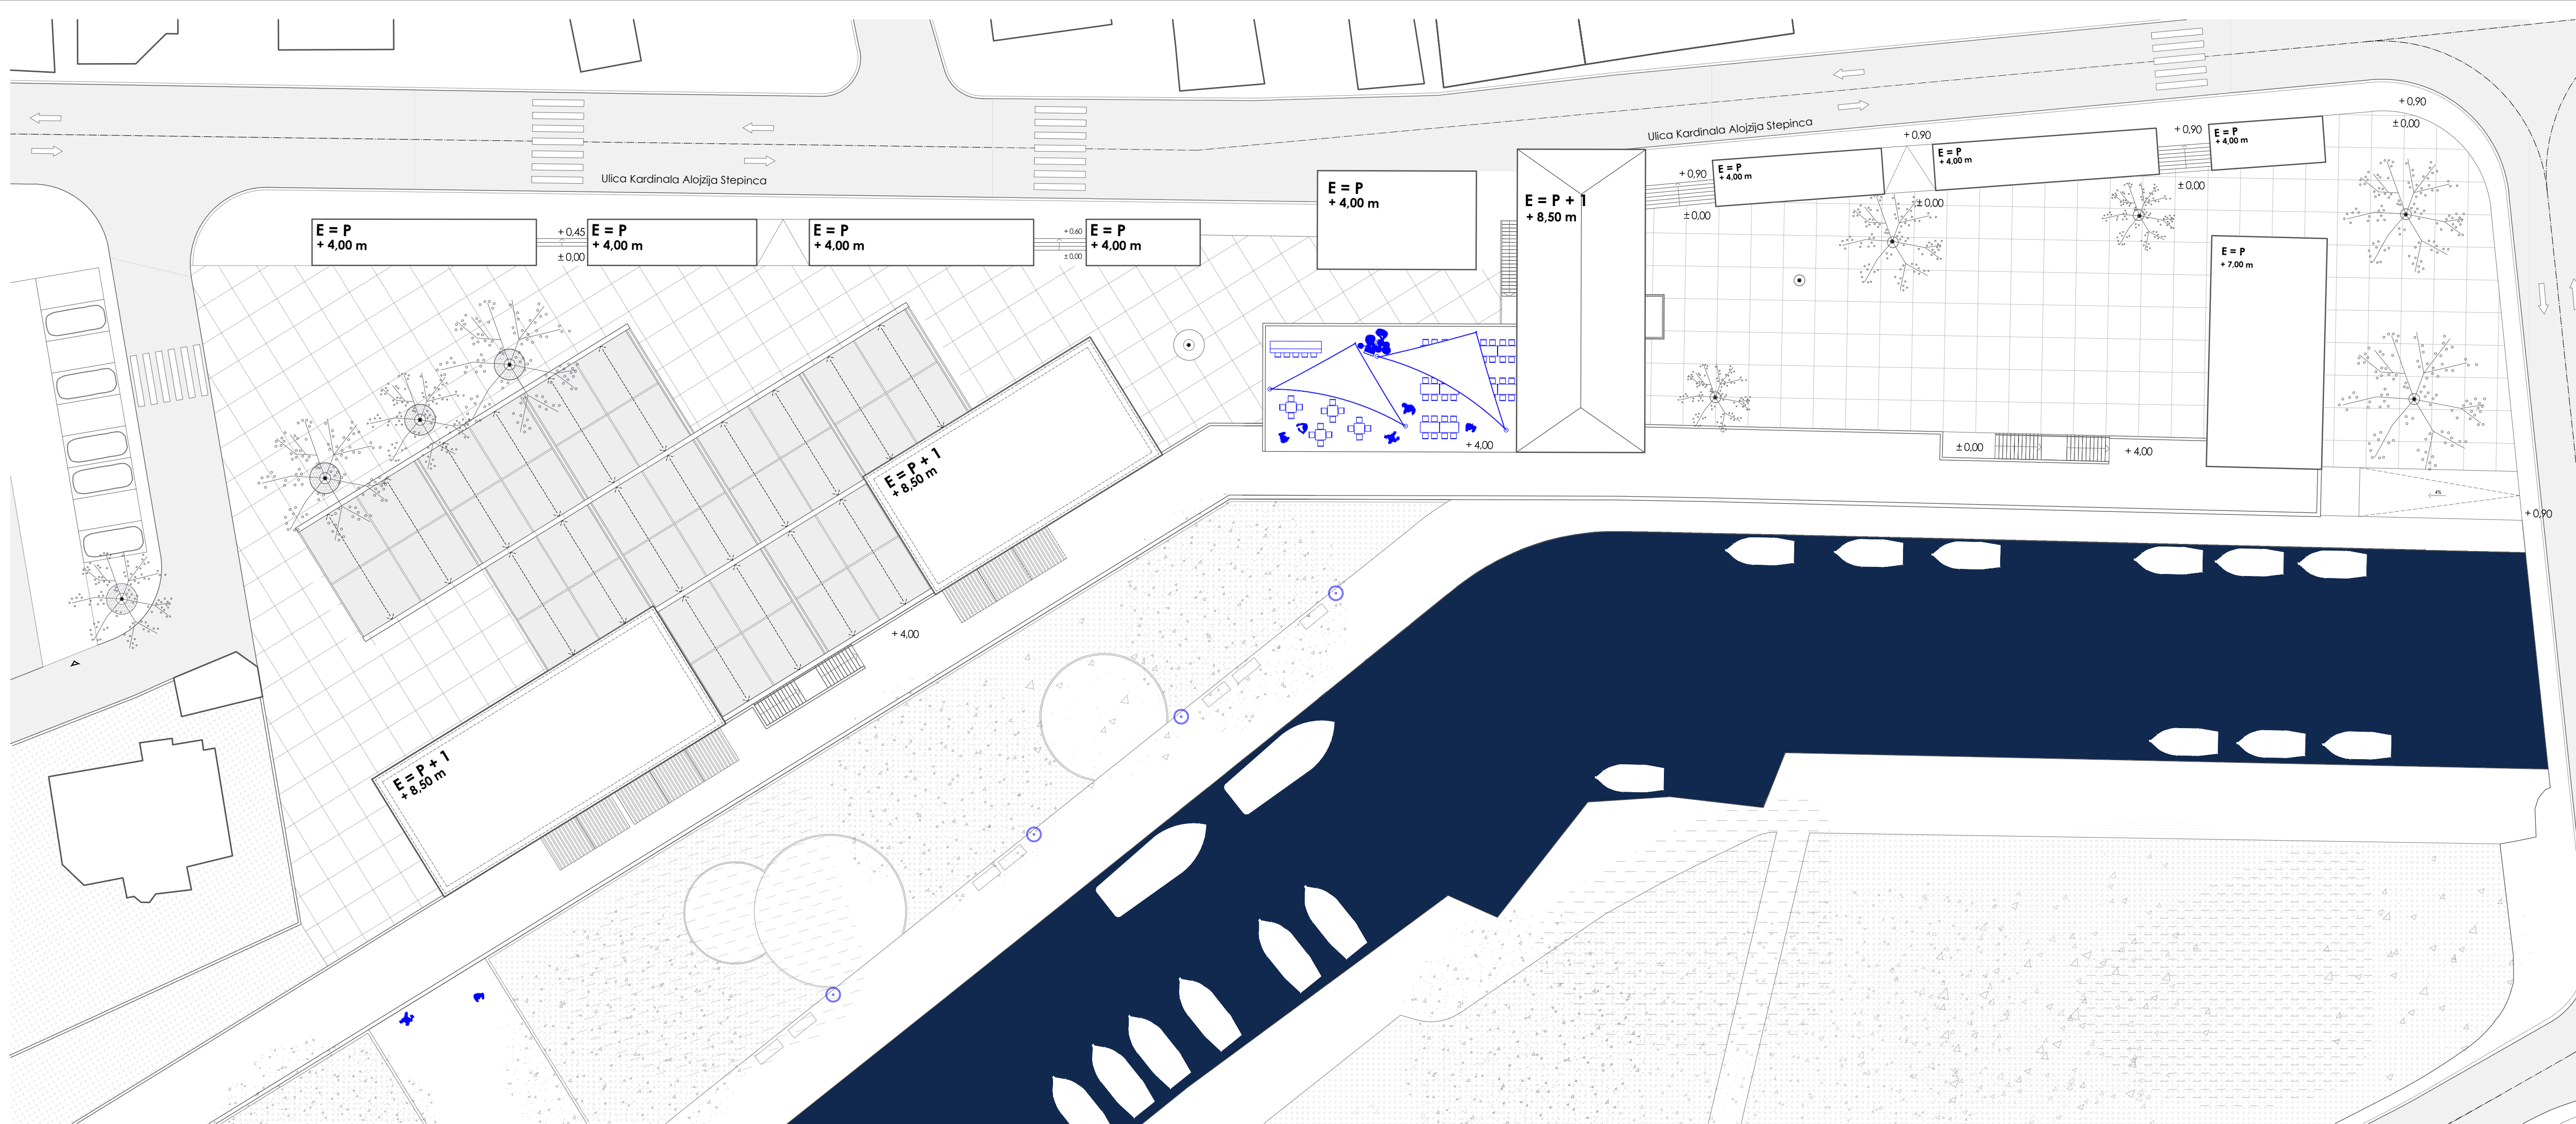 + 0,90
± 0,00
Ulica Kardinala Alojzija Stepinca
+ 0,90
+ 0,90
E = P
+ 4,00 m
E = P
+ 4,00 m
E = P
+ 4,00 m
+ 0,90
± 0,00
± 0,00
± 0,00
Ulica Kardinala Alojzija Stepinca
E = P
+ 4,00 m
E = P + 1
+ 8,50 m
E = P
+ 4,00 m
+ 0,45
± 0,00
E = P
+ 4,00 m
E = P
+ 4,00 m
+ 0,60
± 0,00
E = P
+ 4,00 m
E = P
+ 7,00 m
+ 4,00
± 0,00
+ 4,00
E = P + 1
+ 8,50 m
+ 0,90
+ 4,00
E = P + 1
+ 8,50 m